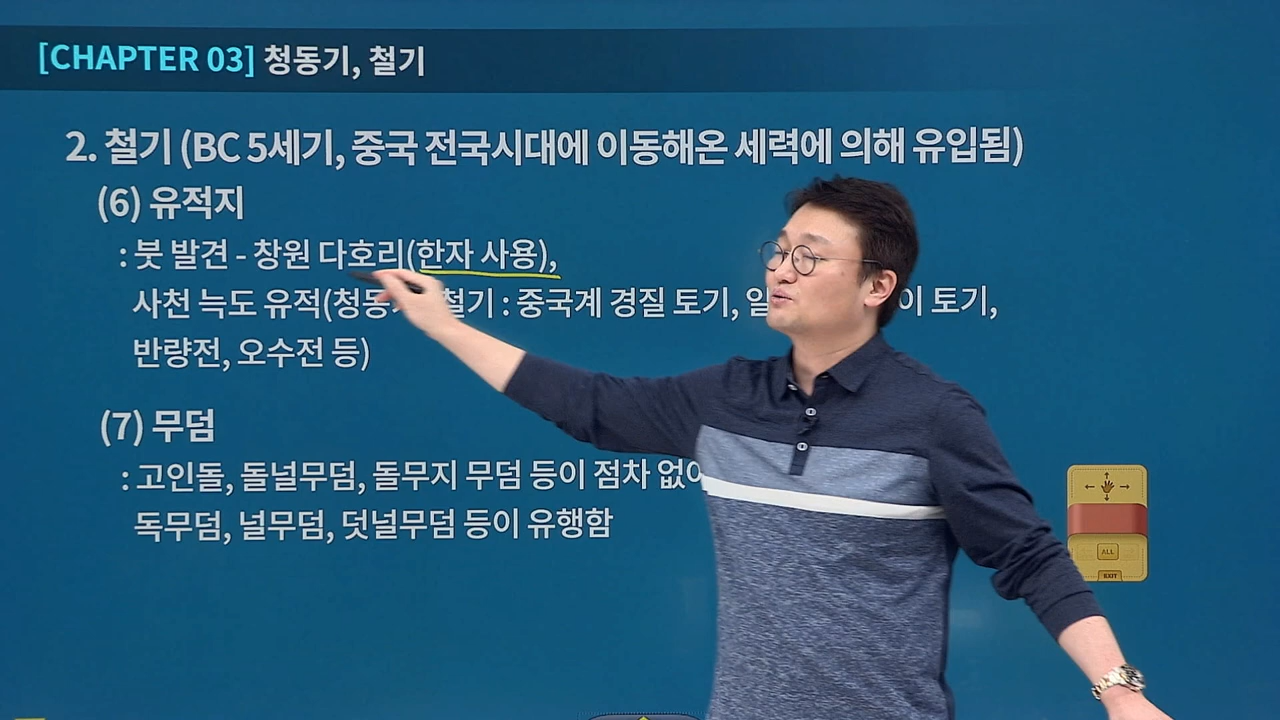 [CHAPTER 03] 청동기, 철기
2. 철기 (BC 5세기, 중국 전국시대에 이동해온 세력에 의해 유입됨)
(6) 유적지
: 붓 발견 - 창원 다호리(한자 사용),
사천 늑도 유적(청동 철기 : 중국계 경질 토기, 토기,
반량전, 오수전 등)
(7) 무덤
: 고인돌, 돌널무덤, 돌무지 무덤 등이 점차
독무덤, 널무덤, 덧널무덤 등이 유행함
ALL
EXIT